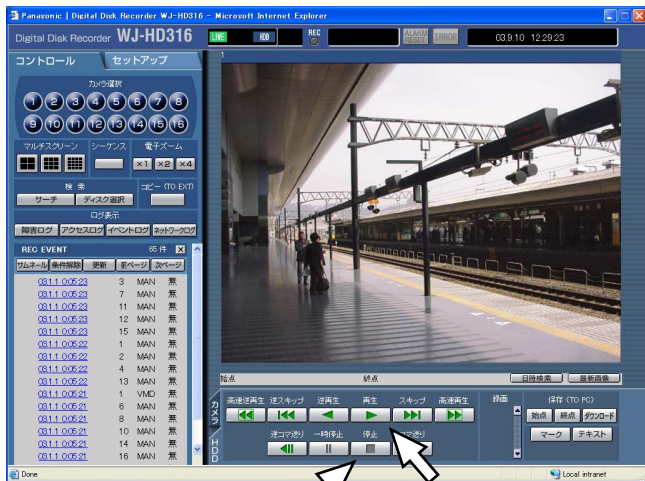 Panasonic | Digital Disk Recorder WJ-HD316 - Microsoft Internet Explorer
Digital Disk Recorder WJ-HD316
LIVE HDD REC ALARM RESET ERROR 03.9.10 12:29:23
コントロール セットアップ
1
カメラ選択
1 2 3 4 5 6 7 8
9 10 11 12 13 14 15 16
マルチスクリーン シーケンス 電子ズーム
×1 ×2 ×4
検索 コピー (TO EXT)
サーチ ディスク選択
ログ表示
障害ログ アクセスログ イベントログ ネットワークログ
REC EVENT 65 件
サムネール 条件解除 更新 前ページ 次ページ
03.1.1 0:05:23 3 MAN 無
03.1.1 0:05:23 7 MAN 無
03.1.1 0:05:23 11 MAN 無
03.1.1 0:05:23 12 MAN 無
03.1.1 0:05:23 15 MAN 無
03.1.1 0:05:22 1 MAN 無
03.1.1 0:05:22 2 MAN 無
03.1.1 0:05:22 4 MAN 無
03.1.1 0:05:22 13 MAN 無
03.1.1 0:05:21 1 VMD 無
03.1.1 0:05:21 6 MAN 無
03.1.1 0:05:21 8 MAN 無
03.1.1 0:05:21 10 MAN 無
03.1.1 0:05:21 14 MAN 無
03.1.1 0:05:21 16 MAN 無
始点 終点 日時検索 最新画像
カメラ
HDD
高速逆再生 逆スキップ 逆再生 再生 スキップ 高速再生
逆コマ送り 一時停止 停止 コマ送り
録画 保存 (TO PC)
始点 終点 ダウンロード
マーク テキスト
Done Local intranet